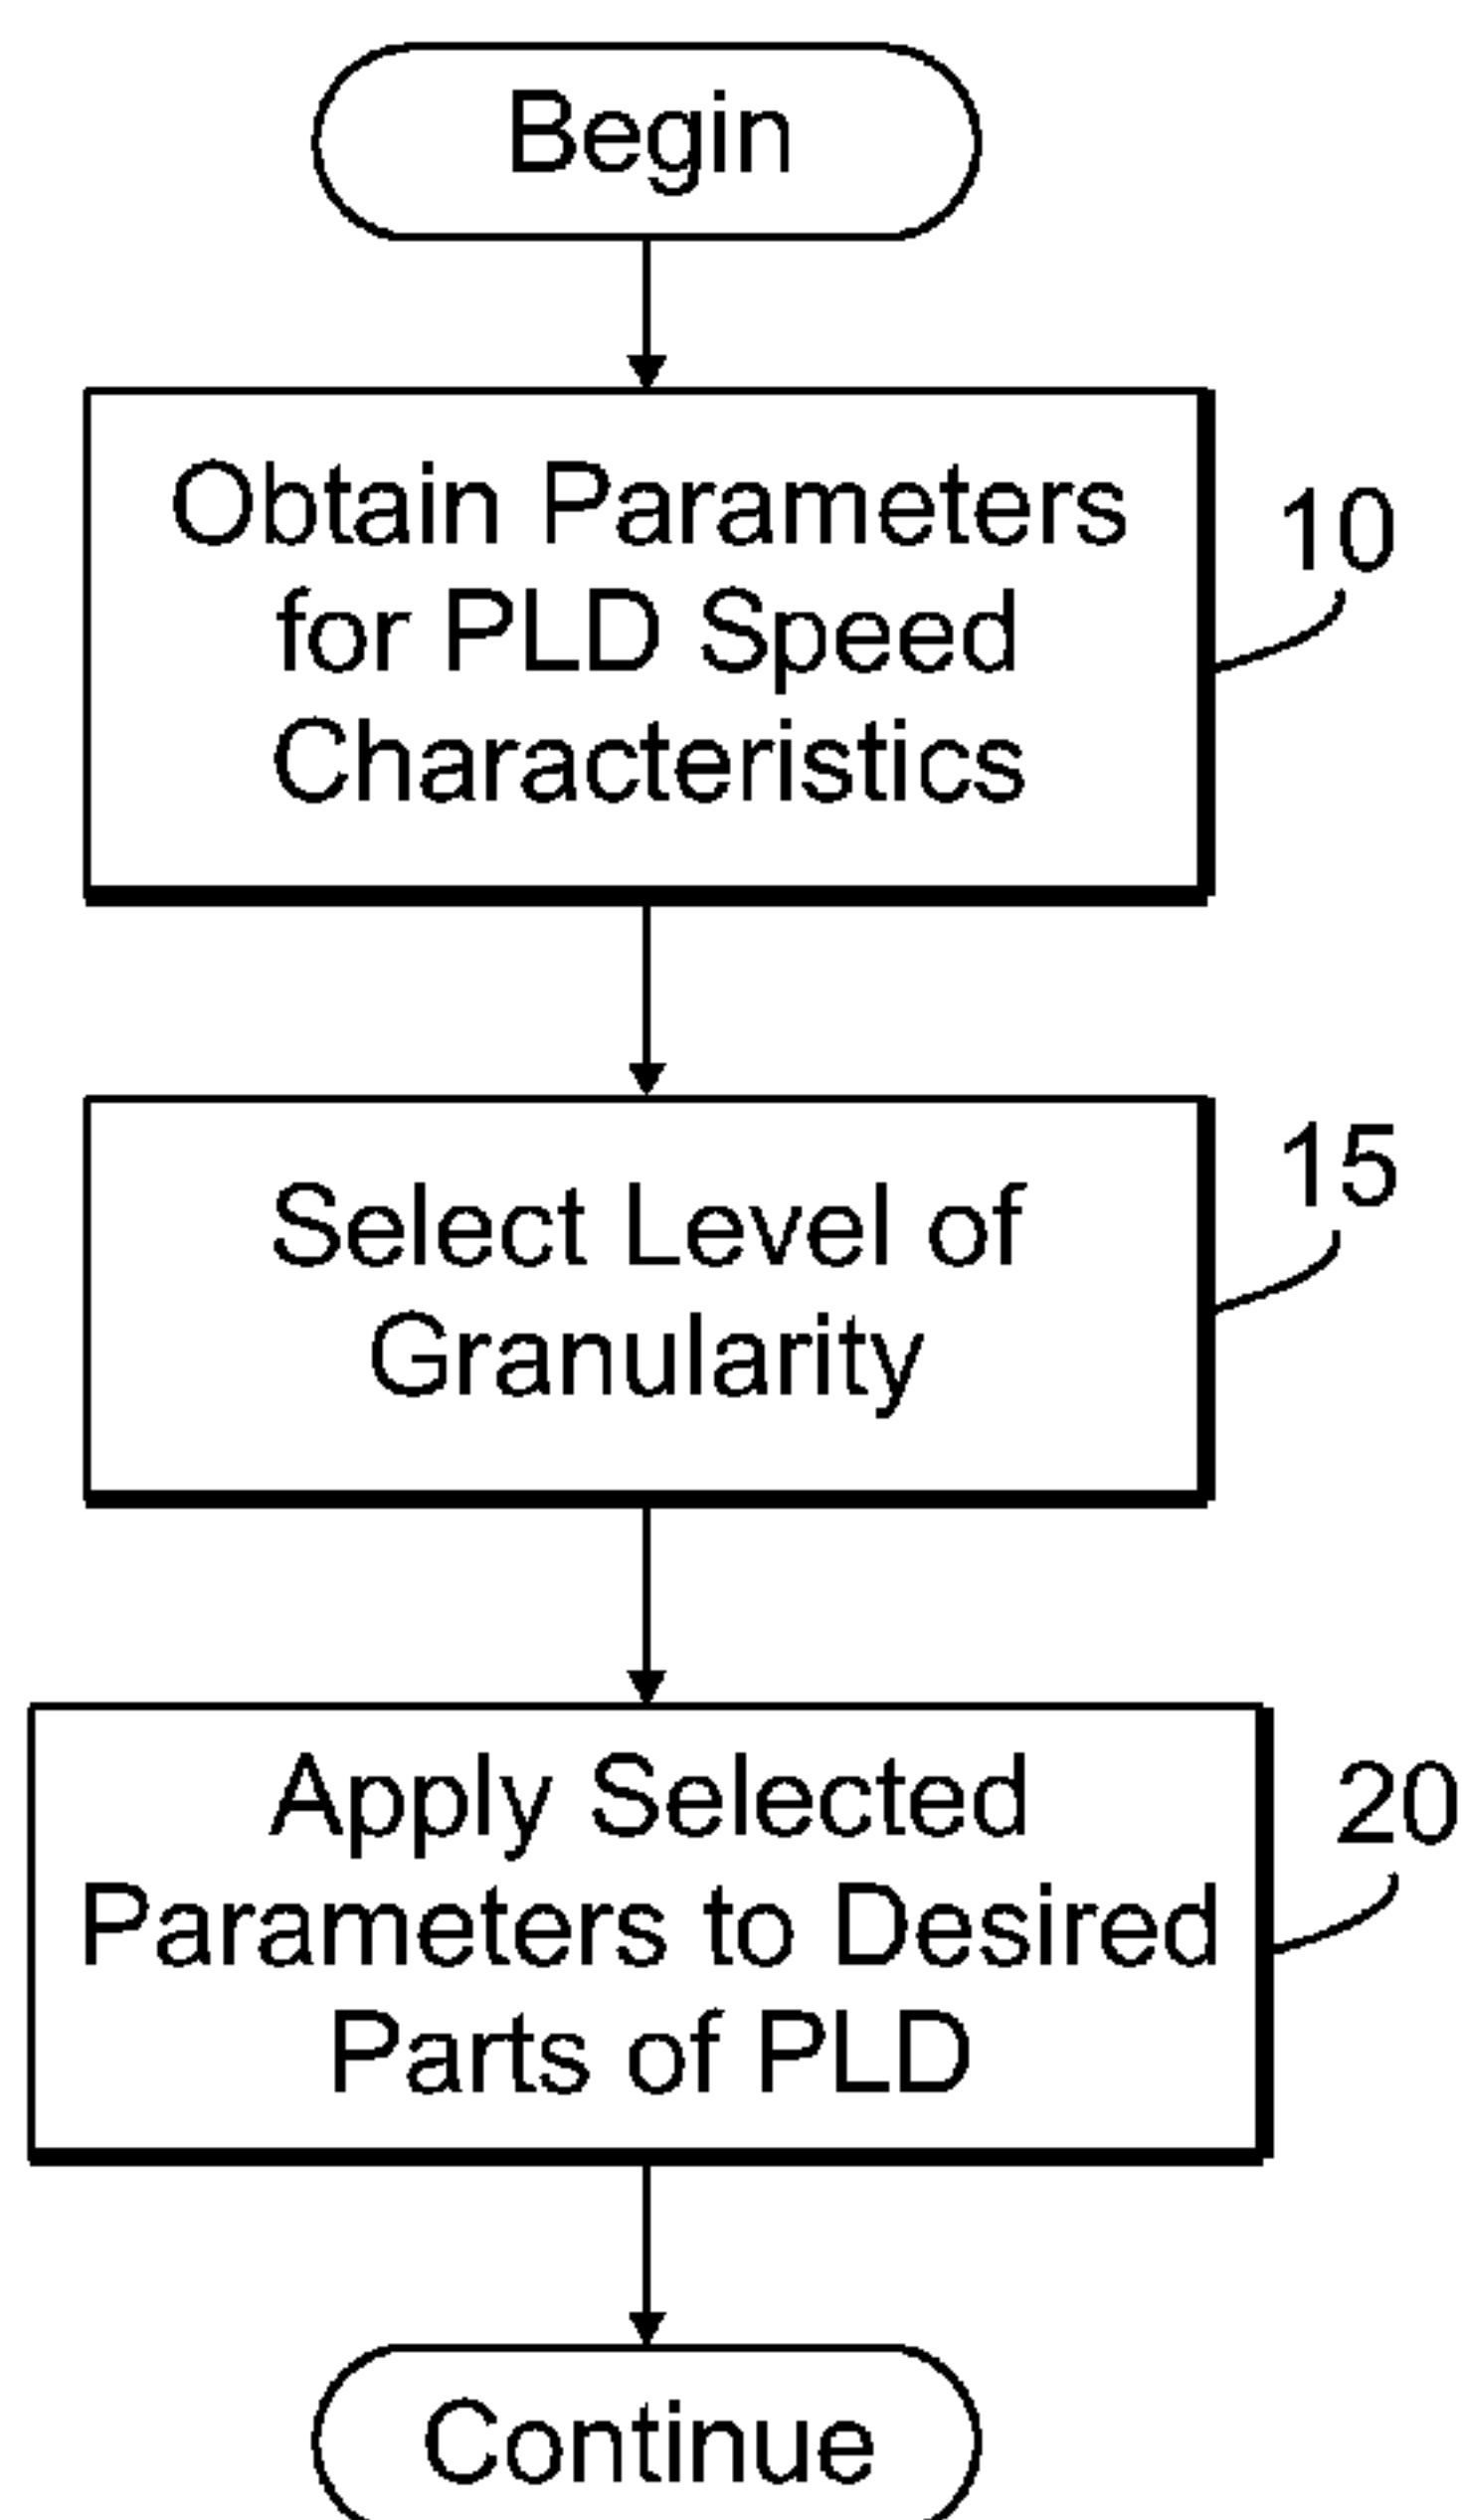 Begin
Obtain Parameters
for PLD Speed
Characteristics
10
Select Level of
Granularity
15
Apply Selected
Parameters to Desired
Parts of PLD
20
Continue